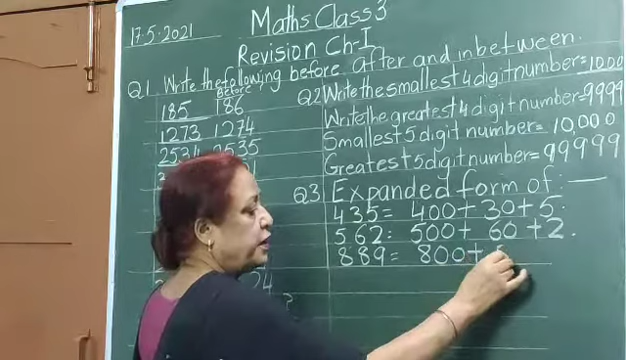 17.5.2021
Maths Class 3
Revision Ch-I
Q1 Write the following before after and inbetween.
Before
185 186
1273 1274
2534 2535
24
Q2 Write the smallest 4 digit number = 1000
Write the greatest 4 digit number = 9999
Smallest 5 digit number = 10,000
Greatest 5 digit number = 99999
Q3 Expanded form of :
435 = 400 + 30 + 5.
562 = 500 + 60 + 2.
889 = 800 +